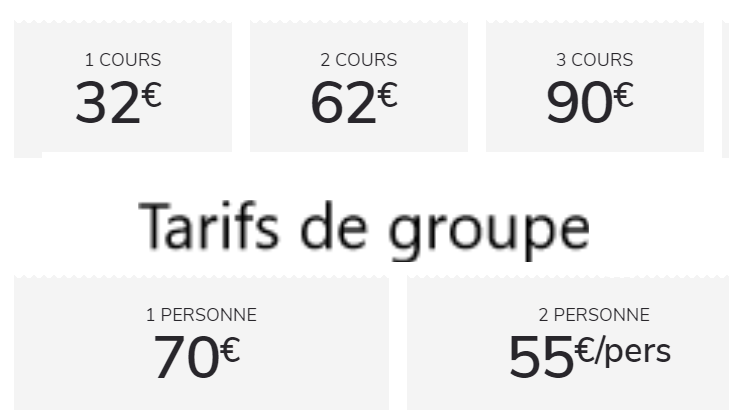 1 COURS 2 COURS 3 COURS
32€ 62€ 90€
Tarifs de groupe
1 PERSONNE 2 PERSONNE
70€ 55€/pers